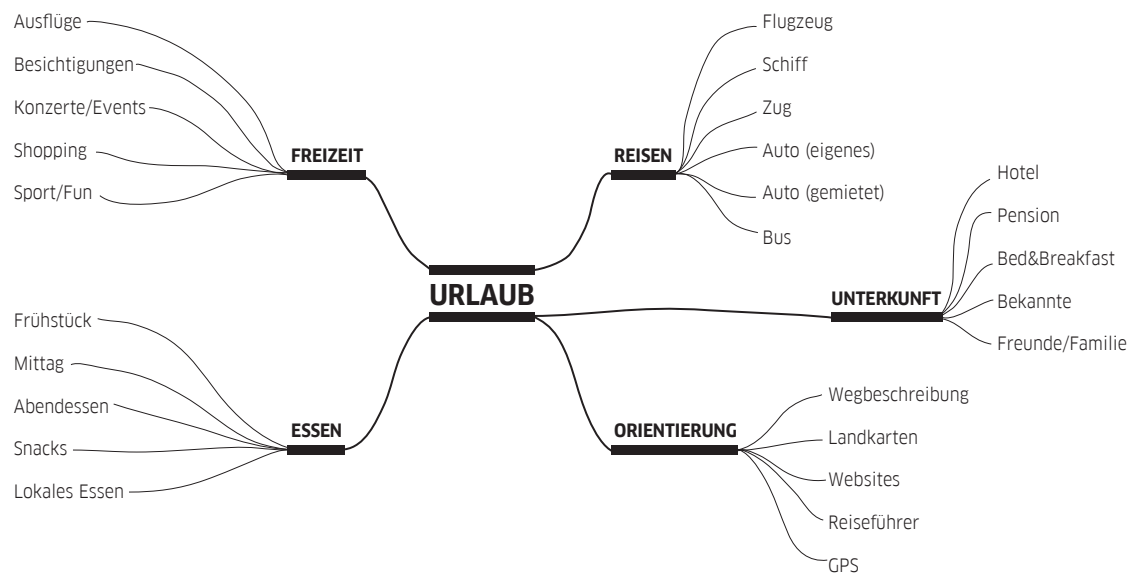 Ausflüge
Besichtigungen
Konzerte/Events
Shopping
Sport/Fun
FREIZEIT
REISEN
Flugzeug
Schiff
Zug
Auto (eigenes)
Auto (gemietet)
Bus
URLAUB
UNTERKUNFT
Hotel
Pension
Bed&Breakfast
Bekannte
Freunde/Familie
Frühstück
Mittag
Abendessen
Snacks
Lokales Essen
ESSEN
ORIENTIERUNG
Wegbeschreibung
Landkarten
Websites
Reiseführer
GPS